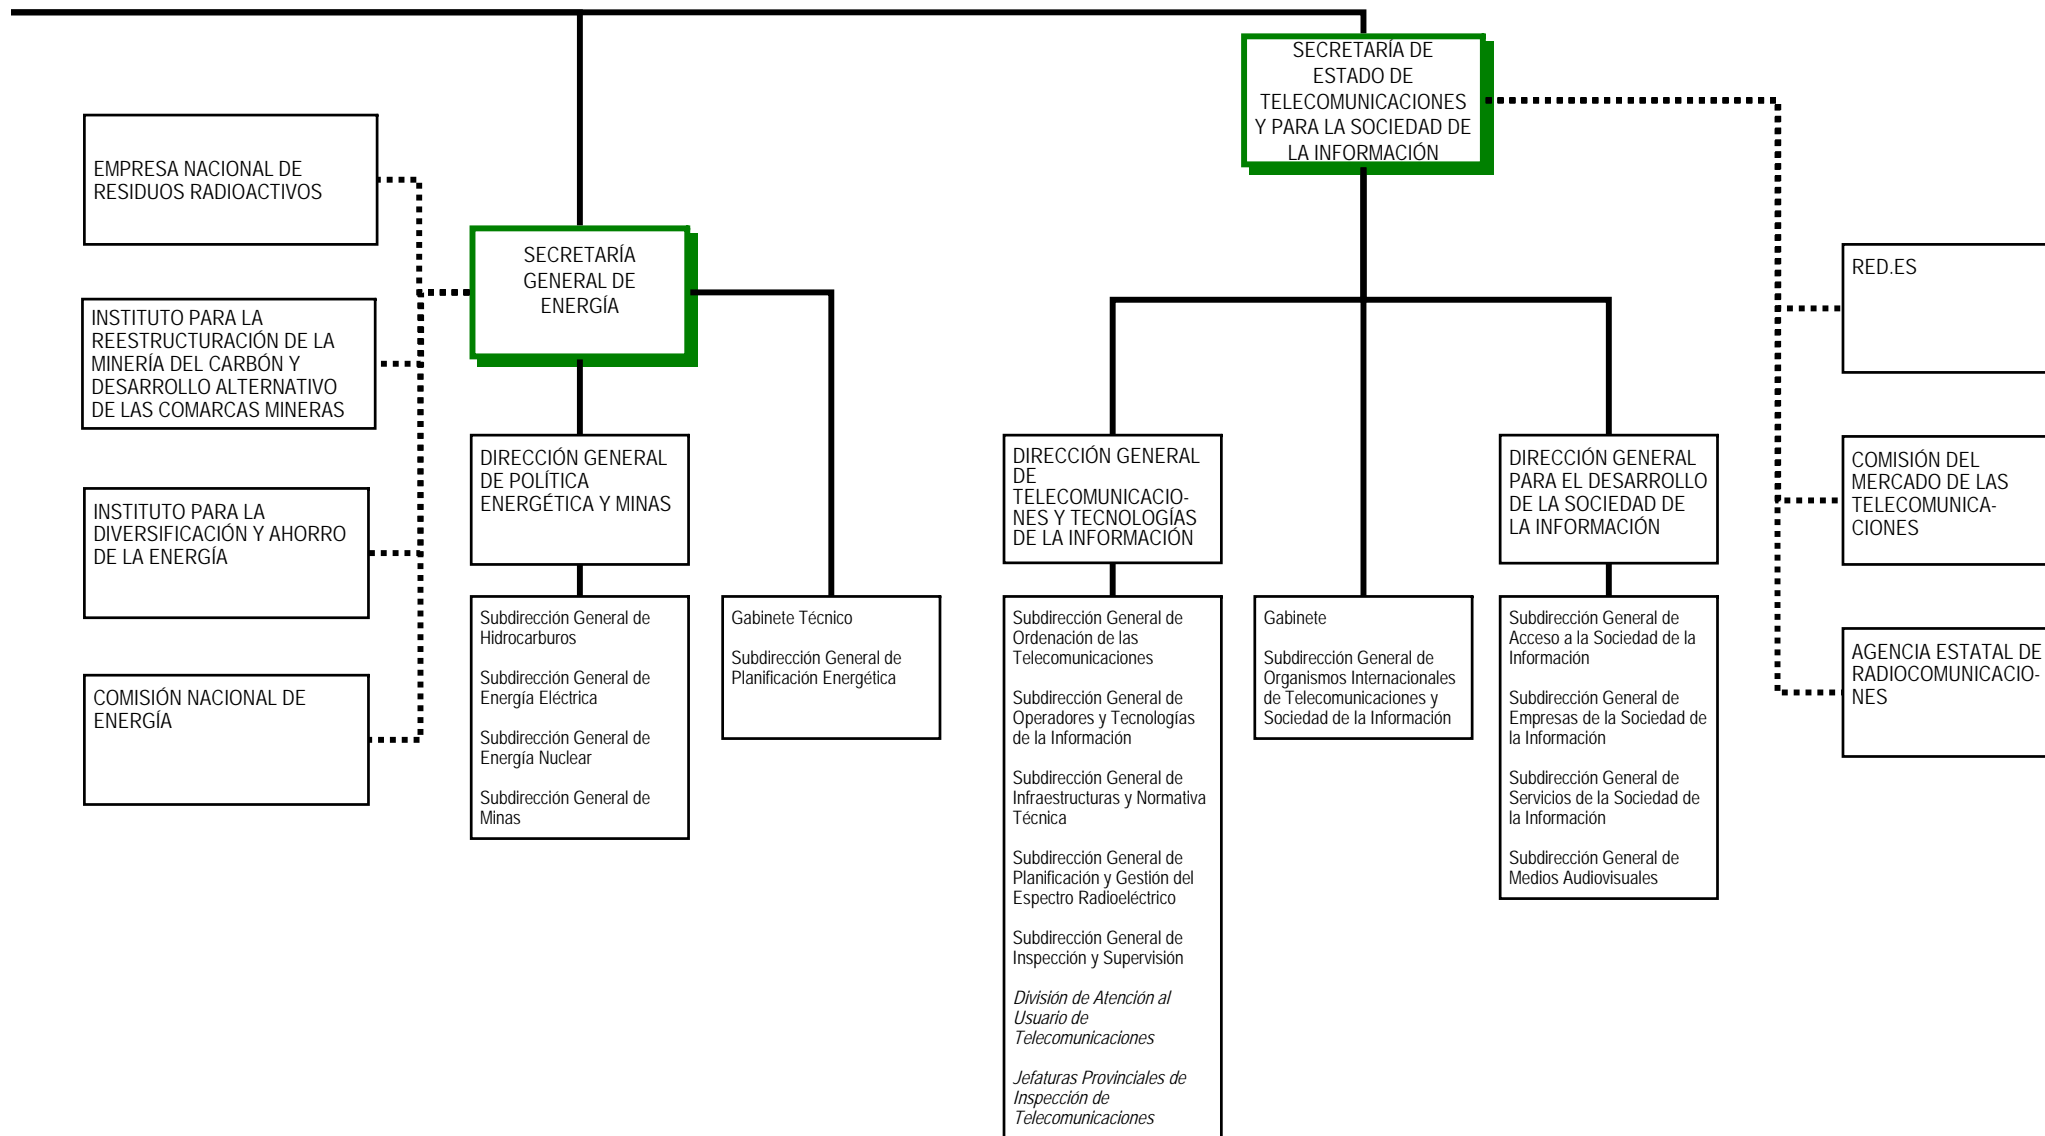 SECRETARÍA DE
ESTADO DE
TELECOMUNICACIONES
Y PARA LA SOCIEDAD DE
LA INFORMACIÓN
EMPRESA NACIONAL DE
RESIDUOS RADIOACTIVOS
SECRETARÍA
GENERAL DE
ENERGÍA
RED.ES
INSTITUTO PARA LA
REESTRUCTURACIÓN DE LA
MINERÍA DEL CARBÓN Y
DESARROLLO ALTERNATIVO
DE LAS COMARCAS MINERAS
DIRECCIÓN GENERAL
DE POLÍTICA
ENERGÉTICA Y MINAS
DIRECCIÓN GENERAL
DE
TELECOMUNICACIO-
NES Y TECNOLOGÍAS
DE LA INFORMACIÓN
DIRECCIÓN GENERAL
PARA EL DESARROLLO
DE LA SOCIEDAD DE
LA INFORMACIÓN
COMISIÓN DEL
MERCADO DE LAS
TELECOMUNICA-
CIONES
INSTITUTO PARA LA
DIVERSIFICACIÓN Y AHORRO
DE LA ENERGÍA
COMISIÓN NACIONAL DE
ENERGÍA
Subdirección General de
Hidrocarburos
Subdirección General de
Energía Eléctrica
Subdirección General de
Energía Nuclear
Subdirección General de
Minas
Gabinete Técnico
Subdirección General de
Planificación Energética
Subdirección General de
Ordenación de las
Telecomunicaciones
Subdirección General de
Operadores y Tecnologías
de la Información
Subdirección General de
Infraestructuras y Normativa
Técnica
Subdirección General de
Planificación y Gestión del
Espectro Radioeléctrico
Subdirección General de
Inspección y Supervisión
División de Atención al
Usuario de
Telecomunicaciones
Jefaturas Provinciales de
Inspección de
Telecomunicaciones
Gabinete
Subdirección General de
Organismos Internacionales
de Telecomunicaciones y
Sociedad de la Información
Subdirección General de
Acceso a la Sociedad de la
Información
Subdirección General de
Empresas de la Sociedad de
la Información
Subdirección General de
Servicios de la Sociedad de
la Información
Subdirección General de
Medios Audiovisuales
AGENCIA ESTATAL DE
RADIOCOMUNICACIO-
NES